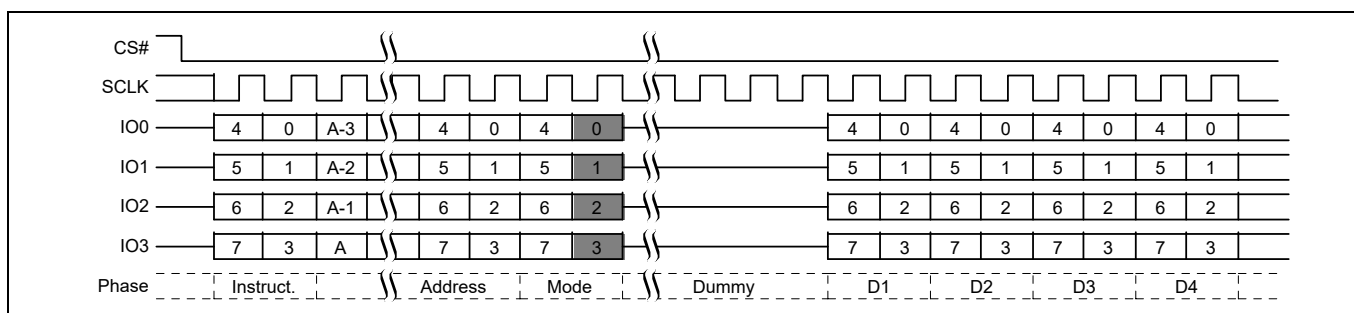 CS#
SCLK
IO0 4 0 A-3 4 0 4 0 4 0 4 0 4 0 4 0
IO1 5 1 A-2 5 1 5 1 5 1 5 1 5 1 5 1
IO2 6 2 A-1 6 2 6 2 6 2 6 2 6 2 6 2
IO3 7 3 A 7 3 7 3 7 3 7 3 7 3 7 3
Phase Instruct. Address Mode Dummy D1 D2 D3 D4